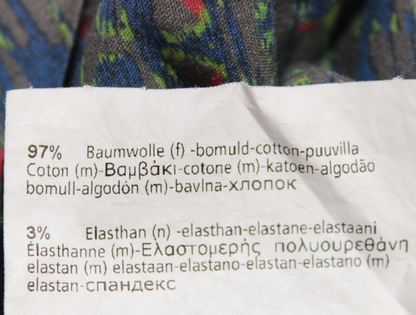 97% Baumwolle (f) -bomuld-cotton-puuvilla
Coton (m)-Βαμβάκι-cotone (m)-katoen-algodão
bomull-algodón (m)-bavlna-хлопок
3% Elasthan (n) -elasthan-elastane-elastaani
Élasthanne (m)-Ελαστομερής πολυουρεθάνη
elastan (m) elastaan-elastano-elastan-elastano (m)
elastan-спандекс